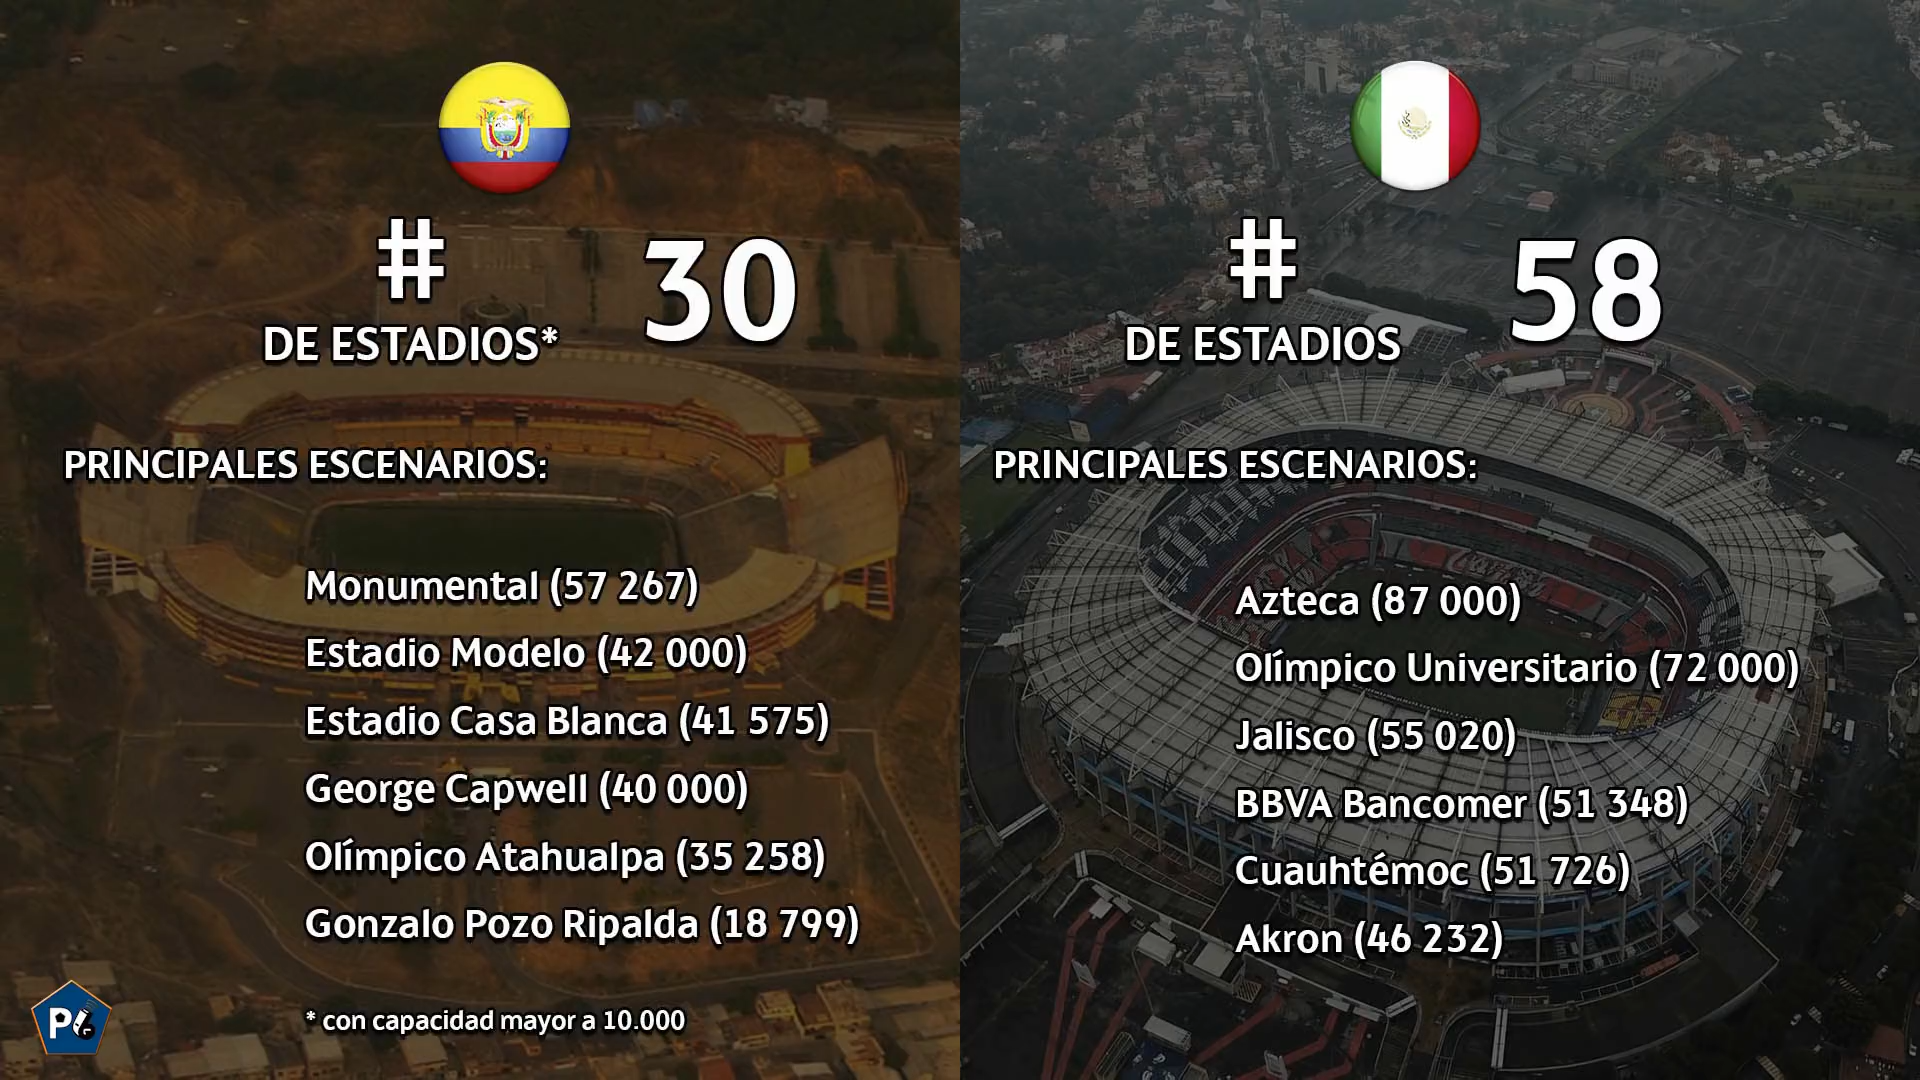 #
DE ESTADIOS*
30
PRINCIPALES ESCENARIOS:
Monumental (57 267)
Estadio Modelo (42 000)
Estadio Casa Blanca (41 575)
George Capwell (40 000)
Olímpico Atahualpa (35 258)
Gonzalo Pozo Ripalda (18 799)
* con capacidad mayor a 10.000
P6
#
DE ESTADIOS
58
PRINCIPALES ESCENARIOS:
Azteca (87 000)
Olímpico Universitario (72 000)
Jalisco (55 020)
BBVA Bancomer (51 348)
Cuauhtémoc (51 726)
Akron (46 232)